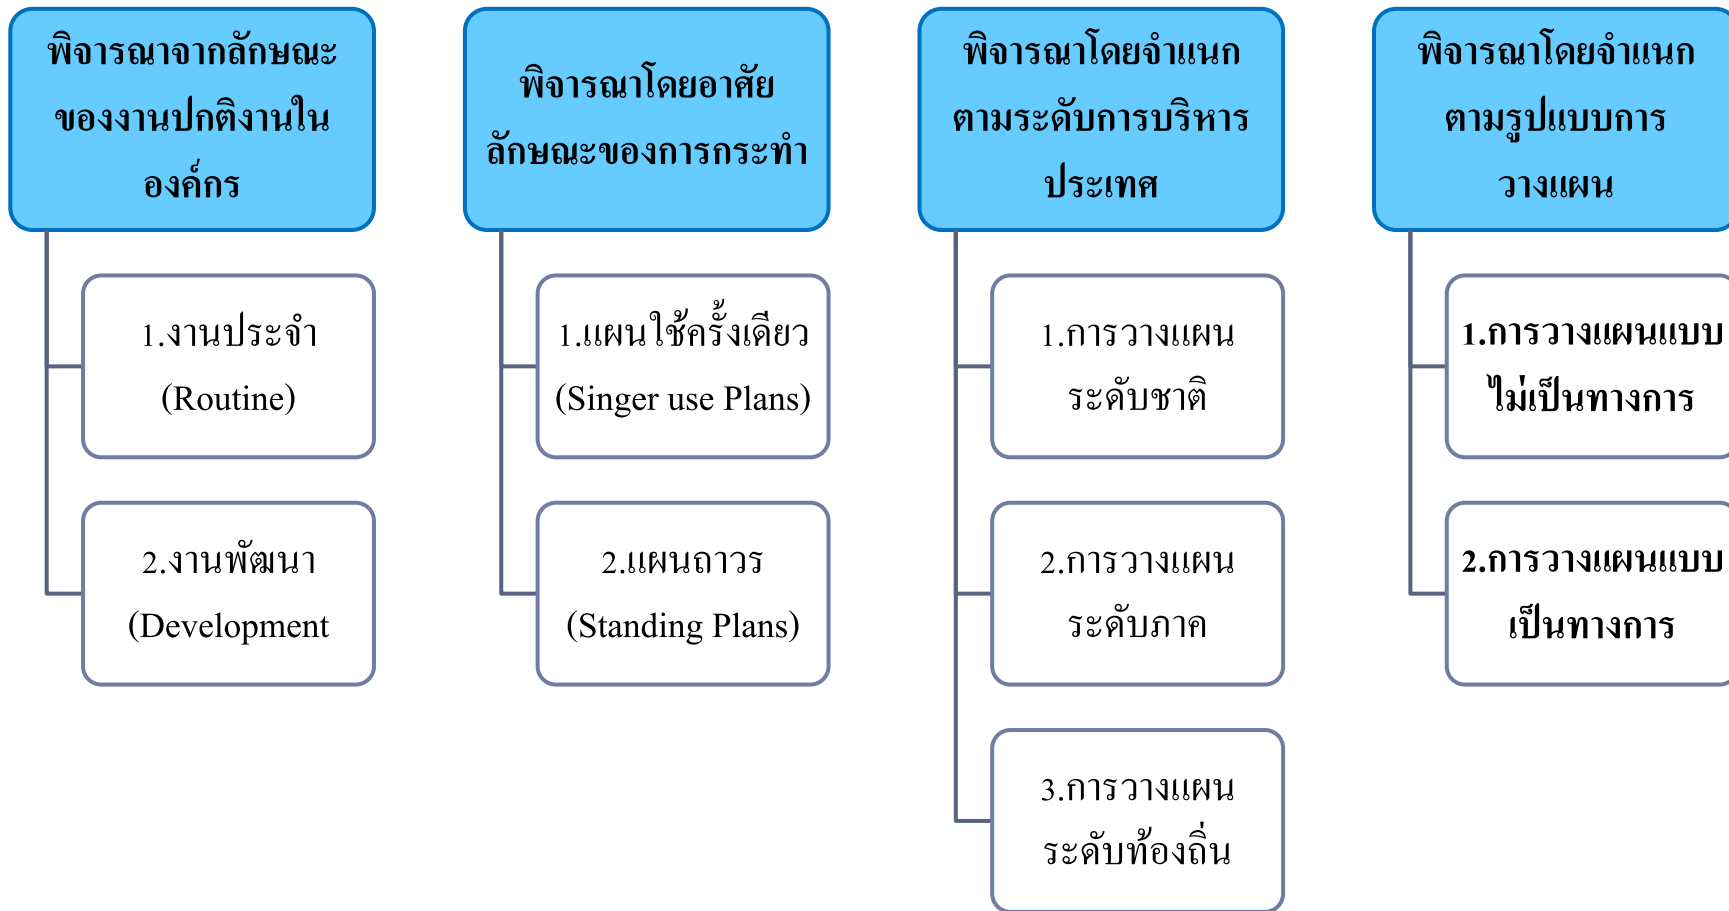 พิจารณาจากลักษณะ
ของงานปกติงานใน
องค์กร
1.งานประจำ
(Routine)
2.งานพัฒนา
(Development
พิจารณาโดยอาศัย
ลักษณะของการกระทำ
1.แผนใช้ครั้งเดียว
(Singer use Plans)
2.แผนถาวร
(Standing Plans)
พิจารณาโดยจำแนก
ตามระดับการบริหาร
ประเทศ
1.การวางแผน
ระดับชาติ
2.การวางแผน
ระดับภาค
3.การวางแผน
ระดับท้องถิ่น
พิจารณาโดยจำแนก
ตามรูปแบบการ
วางแผน
1.การวางแผนแบบ
ไม่เป็นทางการ
2.การวางแผนแบบ
เป็นทางการ